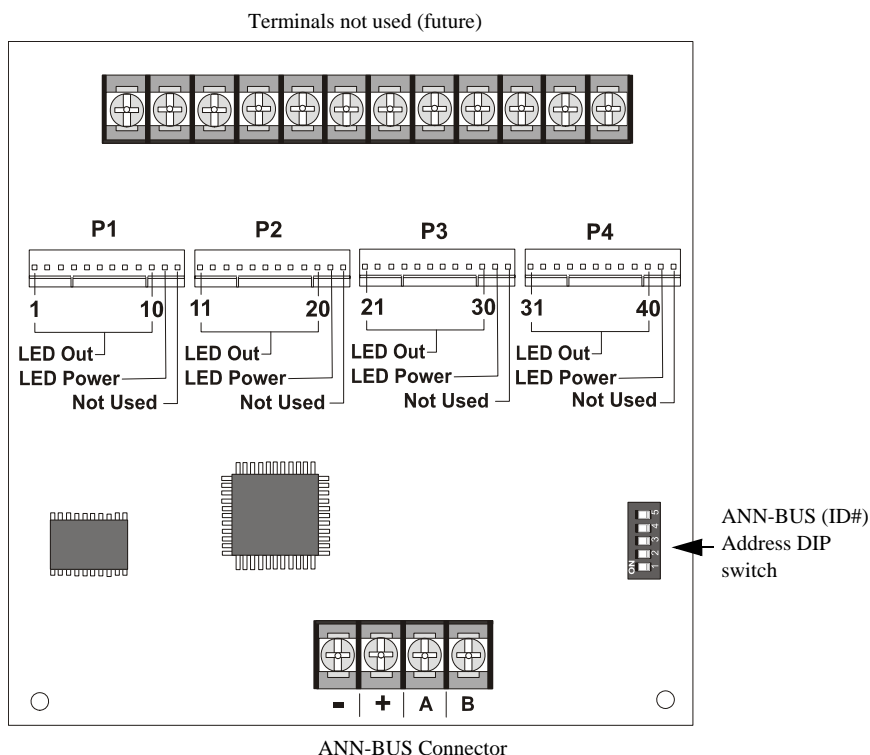 Terminals not used (future)
P1 P2 P3 P4
1 10 11 20 21 30 31 40
LED Out LED Out LED Out LED Out
LED Power LED Power LED Power LED Power
Not Used Not Used Not Used Not Used
ON 1 2 3 4 5
ANN-BUS (ID#)
Address DIP
switch
- + A B
ANN-BUS Connector